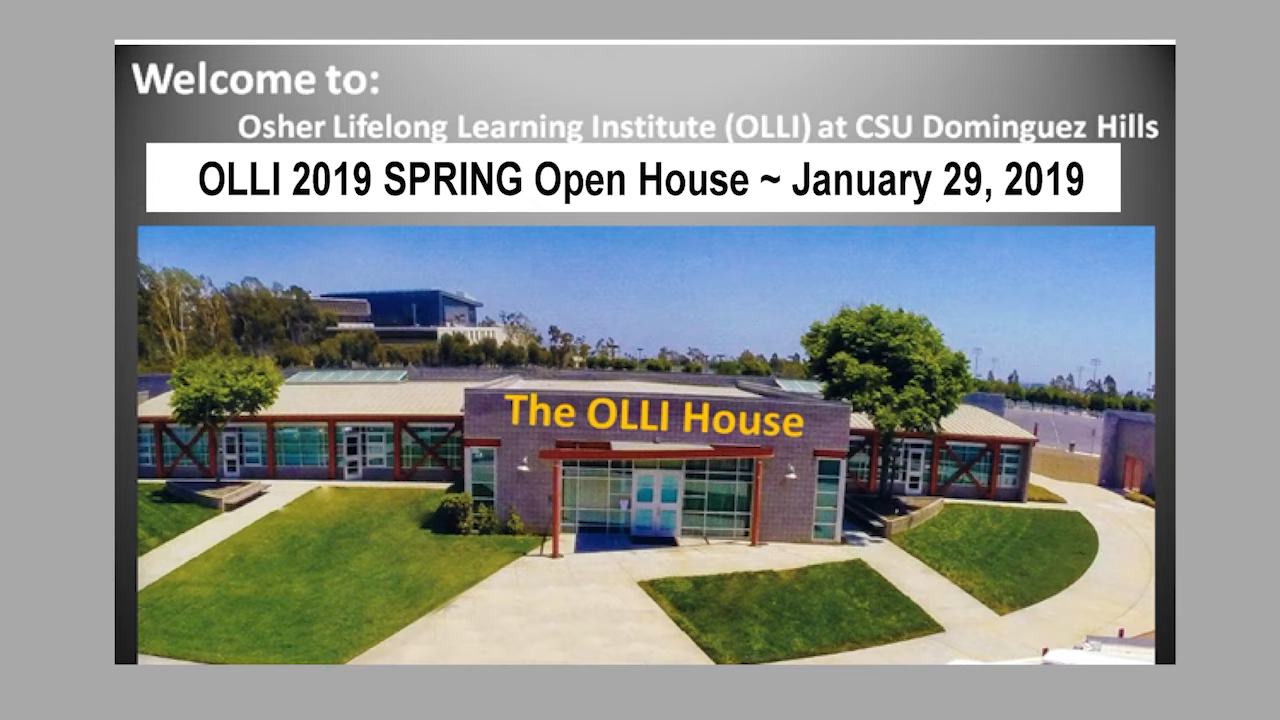 Welcome to:
Osher Lifelong Learning Institute (OLLI) at CSU Dominguez Hills
OLLI 2019 SPRING Open House ~ January 29, 2019
The OLLI House